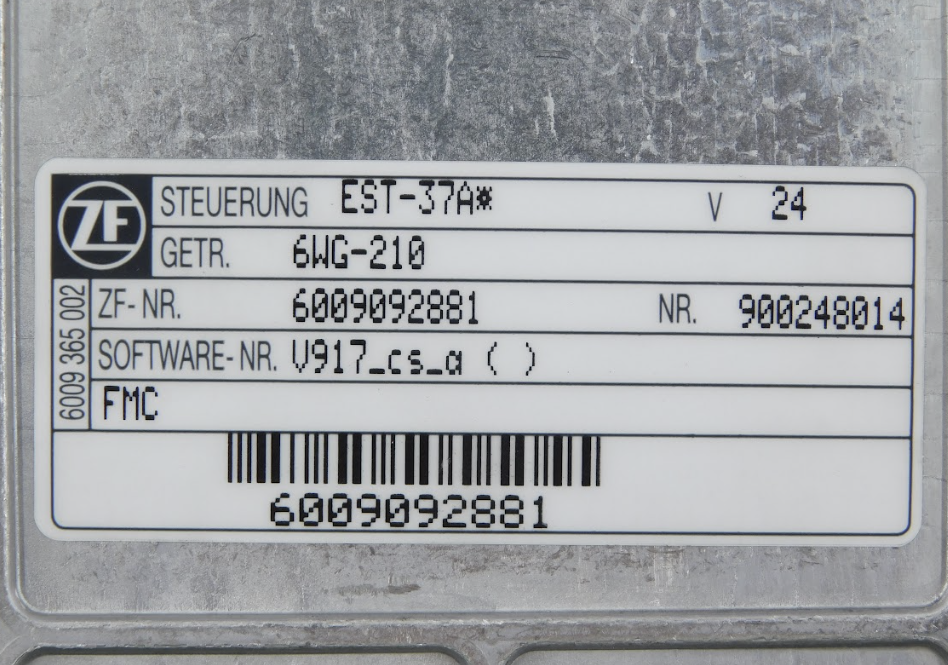 ZF STEUERUNG EST-37A* V 24
GETR. 6WG-210
ZF-NR. 6009092881 NR. 900248014
SOFTWARE-NR. V917_cs_a ( )
FMC
6009 365 002
6009092881